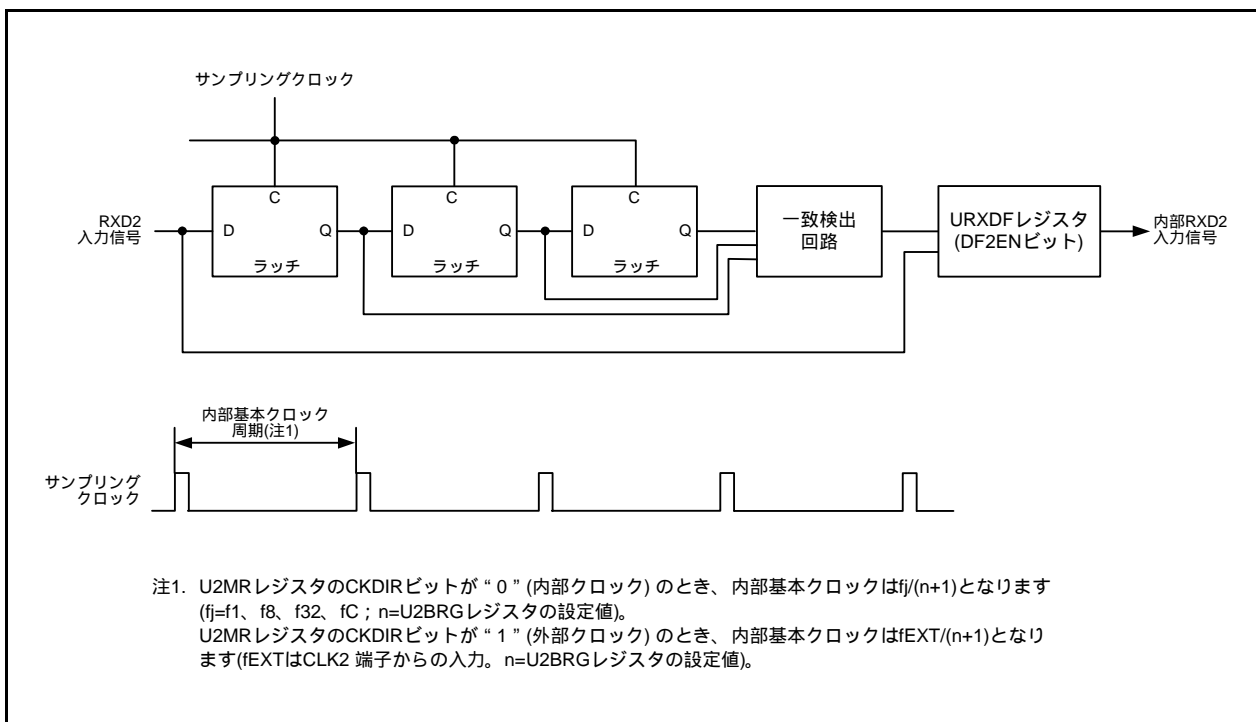 サンプリングクロック
C
C
C
RXD2
入力信号
D
Q
ラッチ
D
Q
ラッチ
D
Q
ラッチ
一致検出
回路
URXDFレジスタ
(DF2ENビット)
内部RXD2
入力信号
内部基本クロック
周期(注1)
サンプリング
クロック
注1. U2MRレジスタのCKDIRビットが“0”(内部クロック) のとき、内部基本クロックはfj/(n+1)となります
(fj=f1、f8、f32、fC;n=U2BRGレジスタの設定値)。
U2MRレジスタのCKDIRビットが“1”(外部クロック) のとき、内部基本クロックはfEXT/(n+1)となり
ます(fEXTはCLK2 端子からの入力。n=U2BRGレジスタの設定値)。